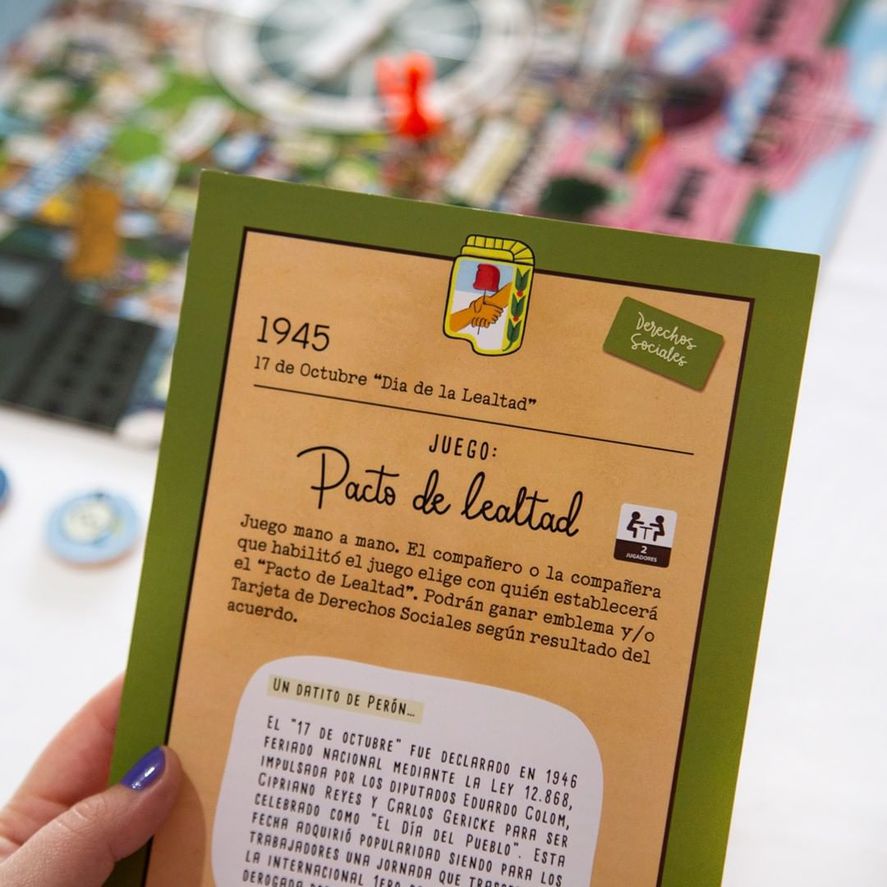 1945
17 de Octubre "Dia de la Lealtad"
Derechos
Sociales
JUEGO:
Pacto de lealtad
2
JUGADORES
Juego mano a mano. El compañero o la compañera
que habilitó el juego elige con quién establecerá
el "Pacto de Lealtad". Podrán ganar emblema y/o
Tarjeta de Derechos Sociales según resultado del
acuerdo.
UN DATITO DE PERÓN...
EL "17 DE OCTUBRE" FUE DECLARADO EN 1946
FERIADO NACIONAL MEDIANTE LA LEY 12.868,
IMPULSADA POR LOS DIPUTADOS EDUARDO COLOM,
CIPRIANO REYES Y CARLOS GERICKE PARA SER
CELEBRADO COMO "EL DÍA DEL PUEBLO". ESTA
FECHA ADQUIRIÓ POPULARIDAD SIENDO PARA LOS
TRABAJADORES UNA JORNADA QUE
LA INTERNACIONAL 1ERO